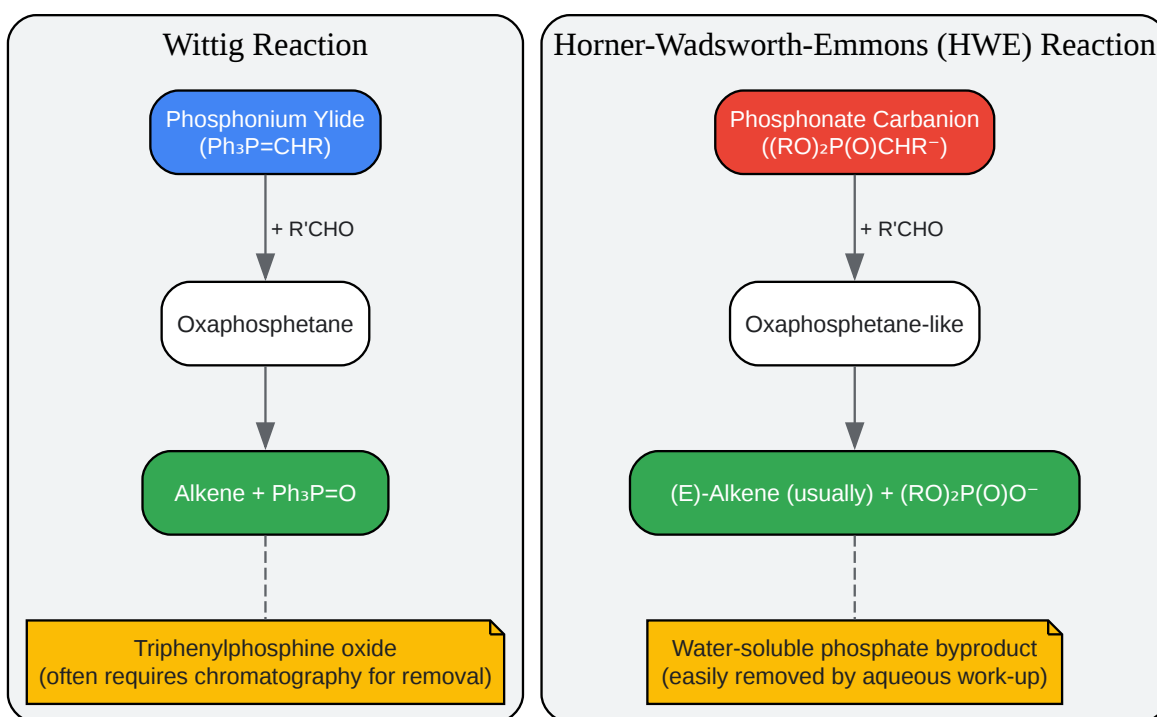 Wittig Reaction
Phosphonium Ylide
(Ph₃P=CHR)
+ R'CHO
Oxaphosphetane
Alkene + Ph₃P=O
Triphenylphosphine oxide
(often requires chromatography for removal)
Horner-Wadsworth-Emmons (HWE) Reaction
Phosphonate Carbanion
((RO)₂P(O)CHR⁻)
+ R'CHO
Oxaphosphetane-like
(E)-Alkene (usually) + (RO)₂P(O)O⁻
Water-soluble phosphate byproduct
(easily removed by aqueous work-up)